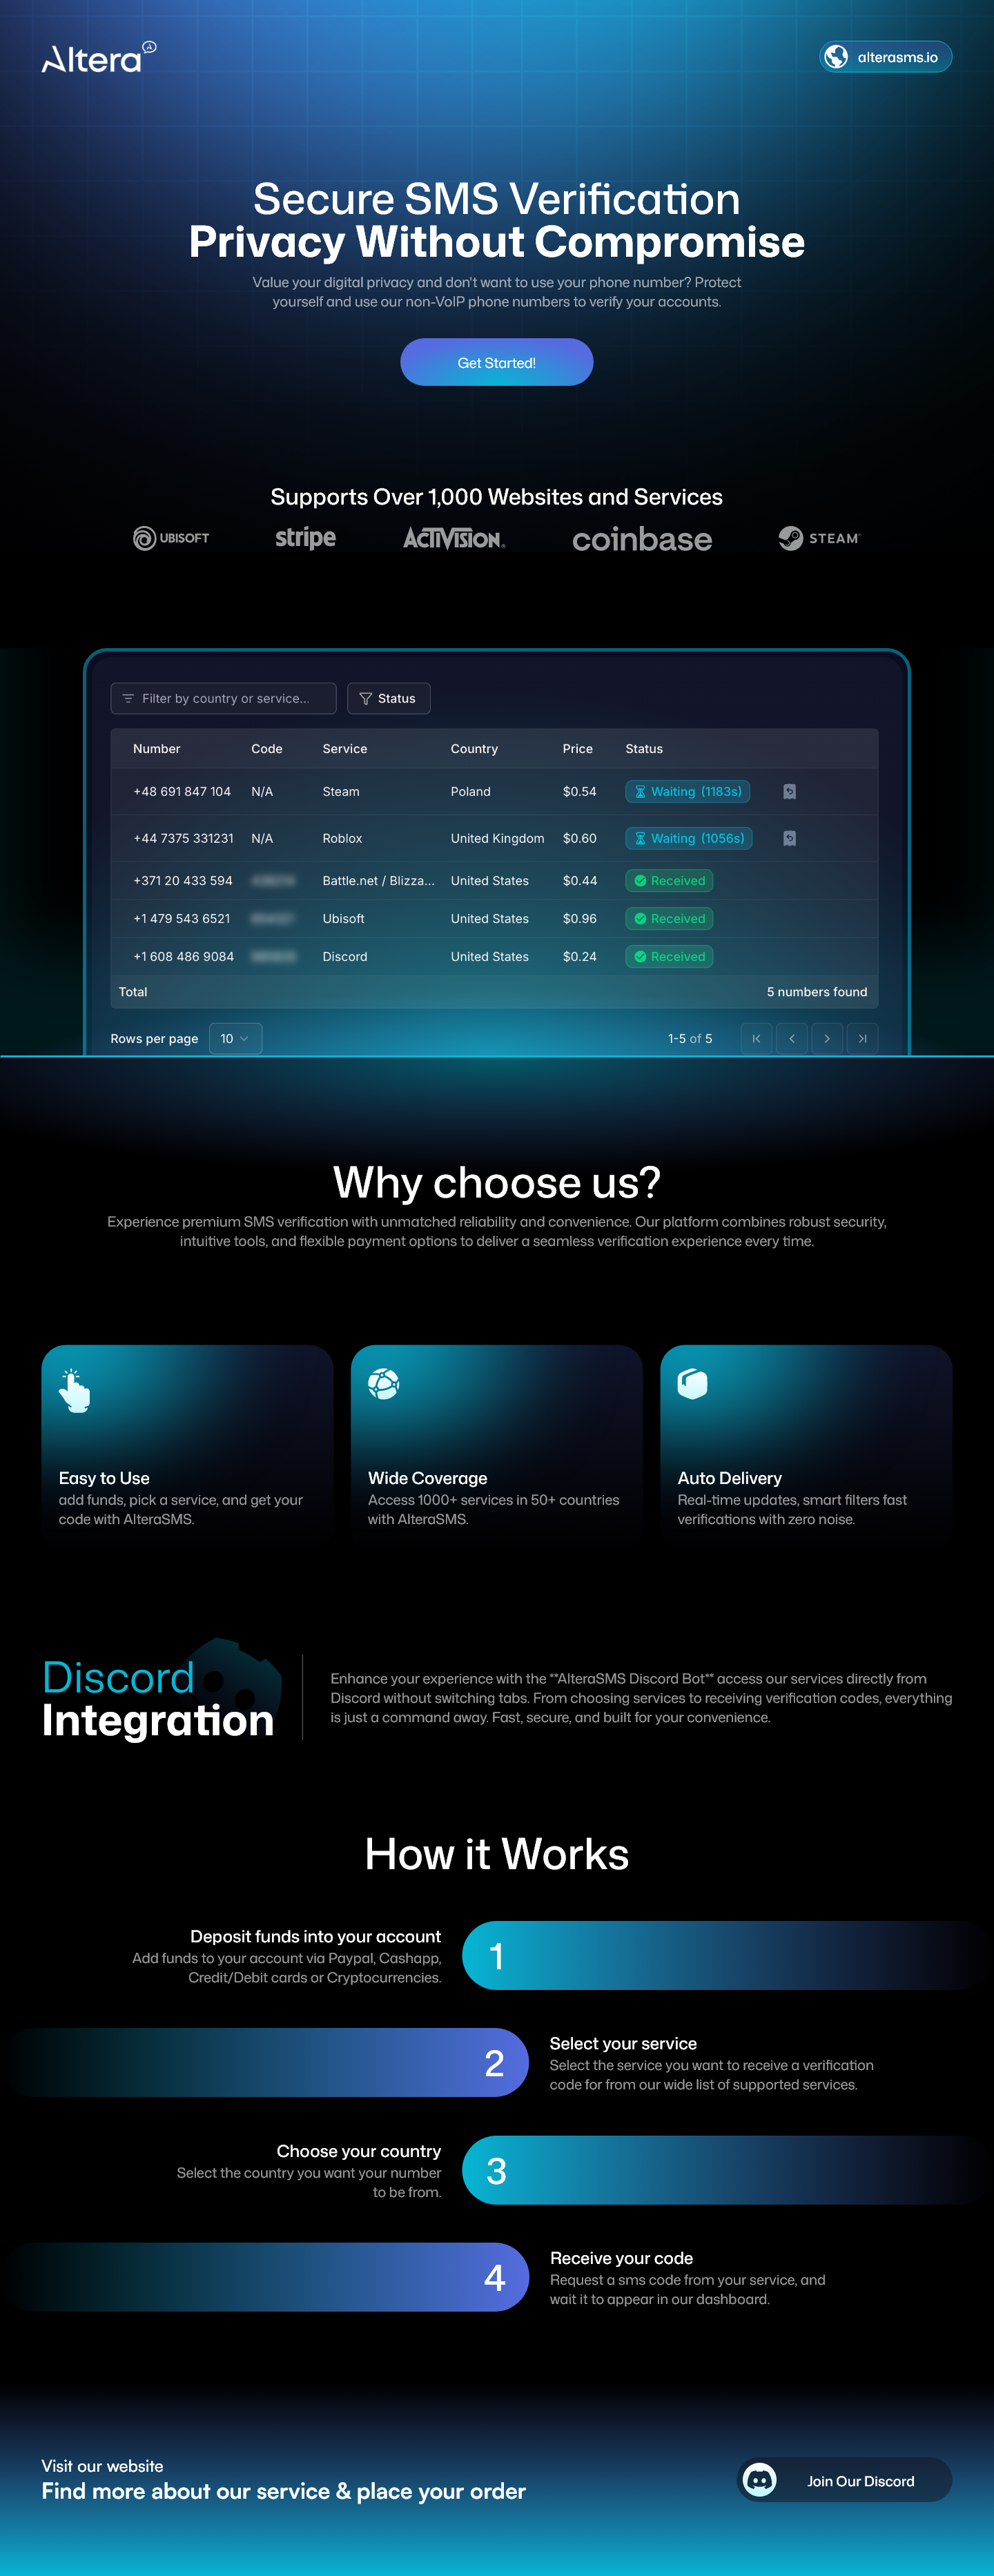 Altera
alterasms.io
Secure SMS Verification
Privacy Without Compromise
Value your digital privacy and don't want to use your phone number? Protect
yourself and use our non-VoIP phone numbers to verify your accounts.
Get Started!
Supports Over 1,000 Websites and Services
UBISOFT stripe ACTIVISION coinbase STEAM
Filter by country or service... Status
Number Code Service Country Price Status
+48 691 847 104 N/A Steam Poland $0.54 Waiting (1183s)
+44 7375 331231 N/A Roblox United Kingdom $0.60 Waiting (1056s)
+371 20 433 594 Battle.net / Blizza... United States $0.44 Received
+1 479 543 6521 Ubisoft United States $0.96 Received
+1 608 486 9084 Discord United States $0.24 Received
Total 5 numbers found
Rows per page 10 1-5 of 5
Why choose us?
Experience premium SMS verification with unmatched reliability and convenience. Our platform combines robust security,
intuitive tools, and flexible payment options to deliver a seamless verification experience every time.
Easy to Use
add funds, pick a service, and get your
code with AlteraSMS.
Wide Coverage
Access 1000+ services in 50+ countries
with AlteraSMS.
Auto Delivery
Real-time updates, smart filters fast
verifications with zero noise.
Discord
Integration
Enhance your experience with the **AlteraSMS Discord Bot** access our services directly from
Discord without switching tabs. From choosing services to receiving verification codes, everything
is just a command away. Fast, secure, and built for your convenience.
How it Works
Deposit funds into your account
Add funds to your account via Paypal, Cashapp,
Credit/Debit cards or Cryptocurrencies.
1
2
Select your service
Select the service you want to receive a verification
code for from our wide list of supported services.
Choose your country
Select the country you want your number
to be from.
3
4
Receive your code
Request a sms code from your service, and
wait it to appear in our dashboard.
Visit our website
Find more about our service & place your order
Join Our Discord